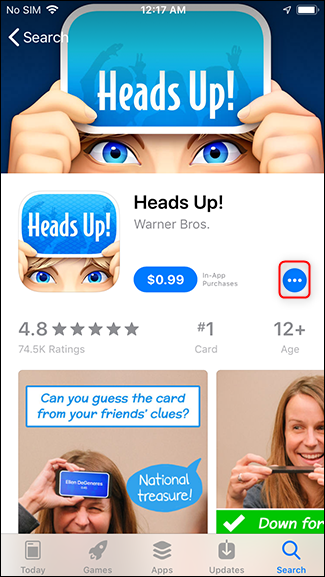 No SIM 12:17 AM
Search
Heads Up!
Heads Up!
Heads Up!
Warner Bros.
$0.99
In-App
Purchases
4.8
74.5K Ratings
#1
Card
12+
Age
Can you guess the card
from your friends' clues?
Ellen DeGeneres
National
treasure!
Down for
Today Games Apps Updates Search